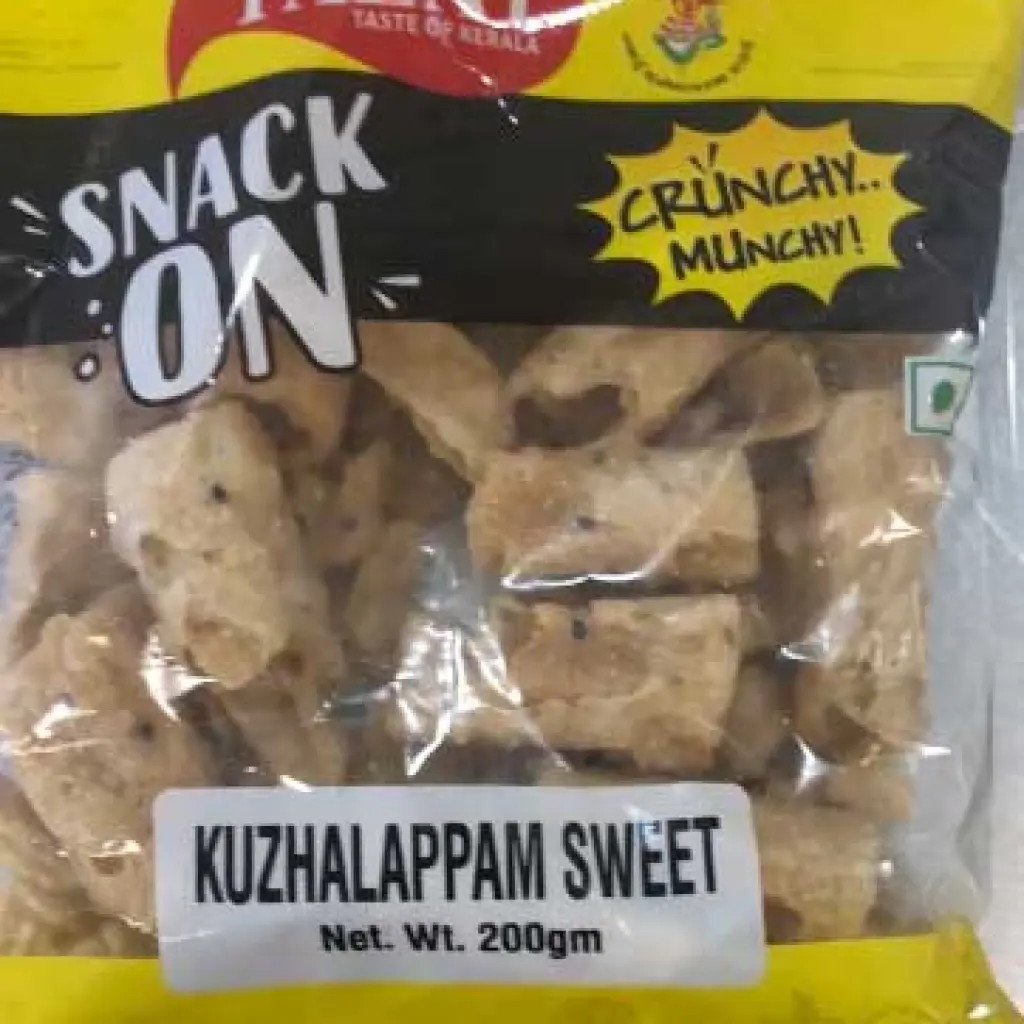 TASTE OF KERALA
SNACK
ON
CRUNCHY..
MUNCHY!
KUZHALAPPAM SWEET
Net. Wt. 200gm